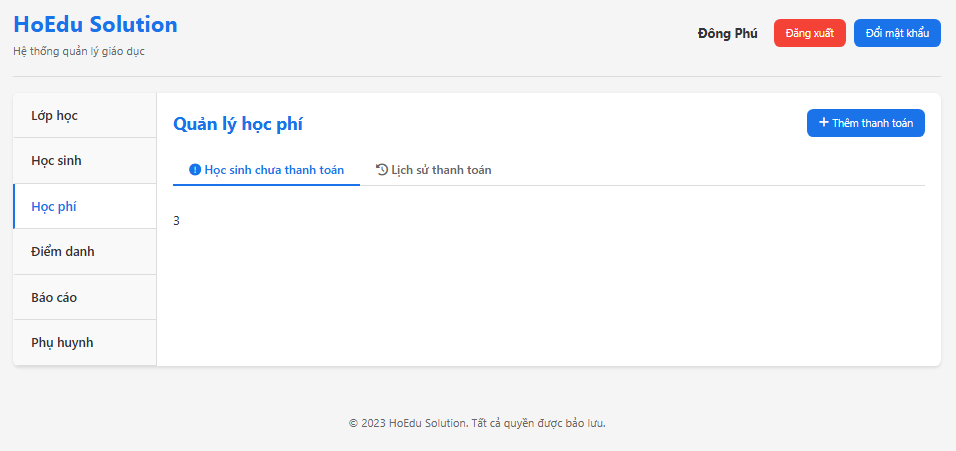 HoEdu Solution
Hệ thống quản lý giáo dục
Đông Phú
Đăng xuất
Đổi mật khẩu
Lớp học
Học sinh
Học phí
Điểm danh
Báo cáo
Phụ huynh
Quản lý học phí
+ Thêm thanh toán
Học sinh chưa thanh toán
Lịch sử thanh toán
3
© 2023 HoEdu Solution. Tất cả quyền được bảo lưu.